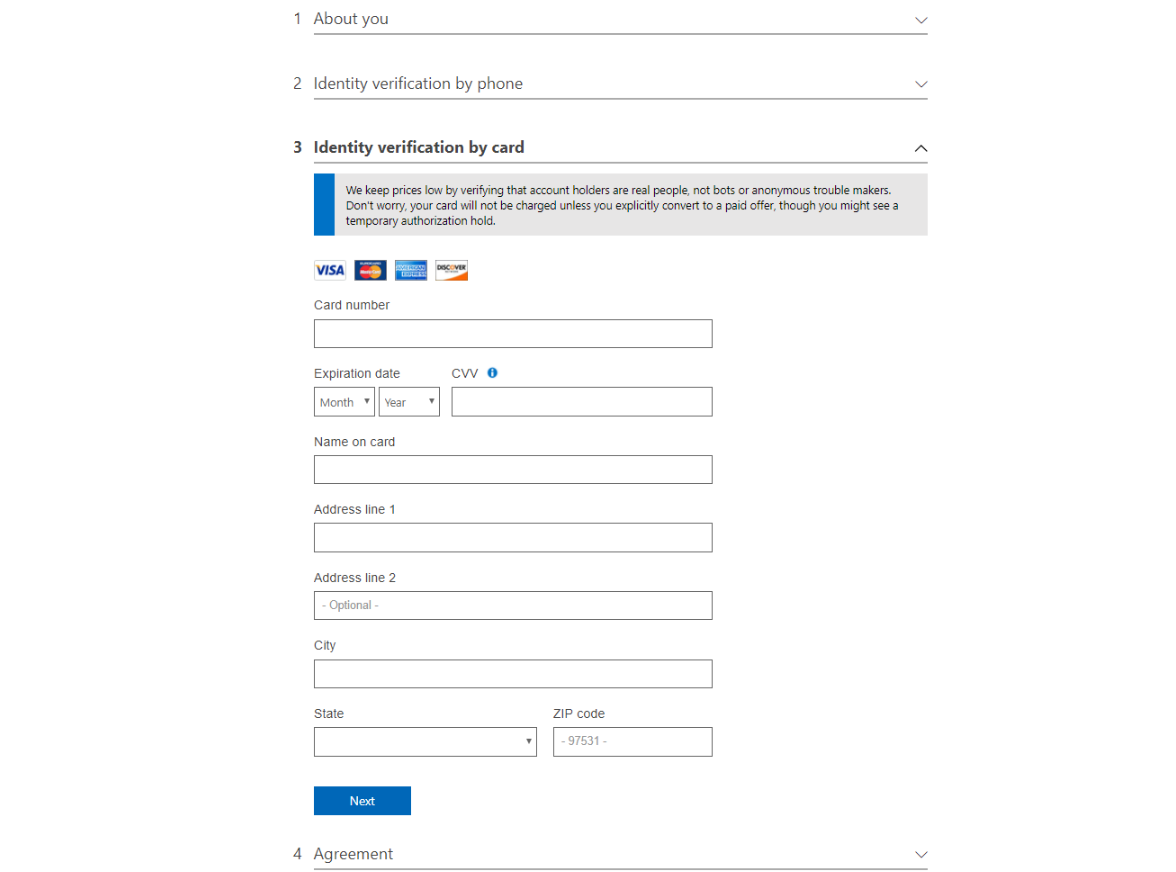 1 About you
2 Identity verification by phone
3 Identity verification by card
We keep prices low by verifying that account holders are real people, not bots or anonymous trouble makers.
Don't worry, your card will not be charged unless you explicitly convert to a paid offer, though you might see a
temporary authorization hold.
VISA MasterCard AMERICAN EXPRESS DISCOVER
Card number
Expiration date CVV
Month Year
Name on card
Address line 1
Address line 2
- Optional -
City
State ZIP code
- 97531 -
Next
4 Agreement